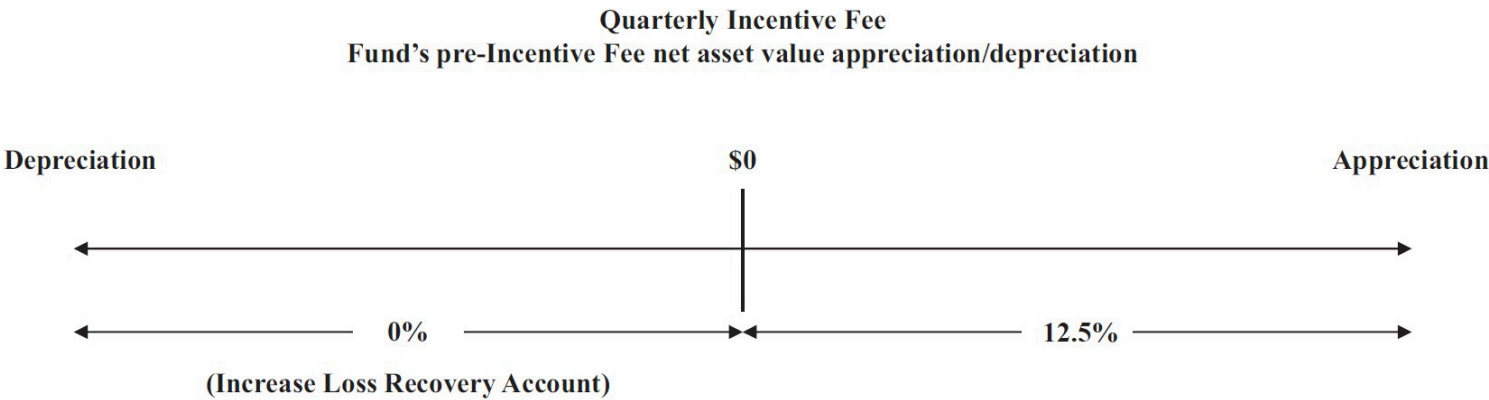 Quarterly Incentive Fee
Fund’s pre-Incentive Fee net asset value appreciation/depreciation
Depreciation $0 Appreciation
0% 12.5%
(Increase Loss Recovery Account)